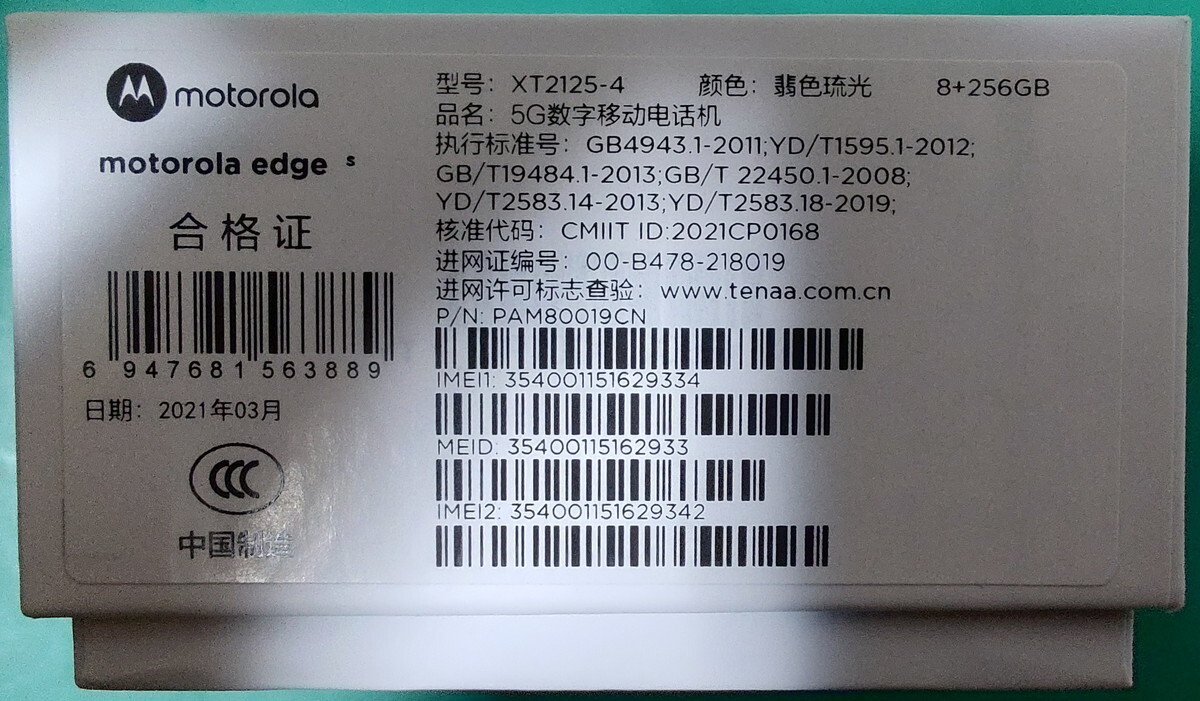 motorola
motorola edge s
合格证
6 947681 563889
日期：2021年03月
中国制造
型号：XT2125-4 颜色：翡色琉光 8+256GB
品名：5G数字移动电话机
执行标准号：GB4943.1-2011;YD/T1595.1-2012;
GB/T19484.1-2013;GB/T 22450.1-2008;
YD/T2583.14-2013;YD/T2583.18-2019;
核准代码：CMIIT ID:2021CP0168
进网证编号：00-B478-218019
进网许可标志查验：www.tenaa.com.cn
P/N: PAM80019CN
IMEI1: 354001151629334
MEID: 35400115162933
IMEI2: 354001151629342